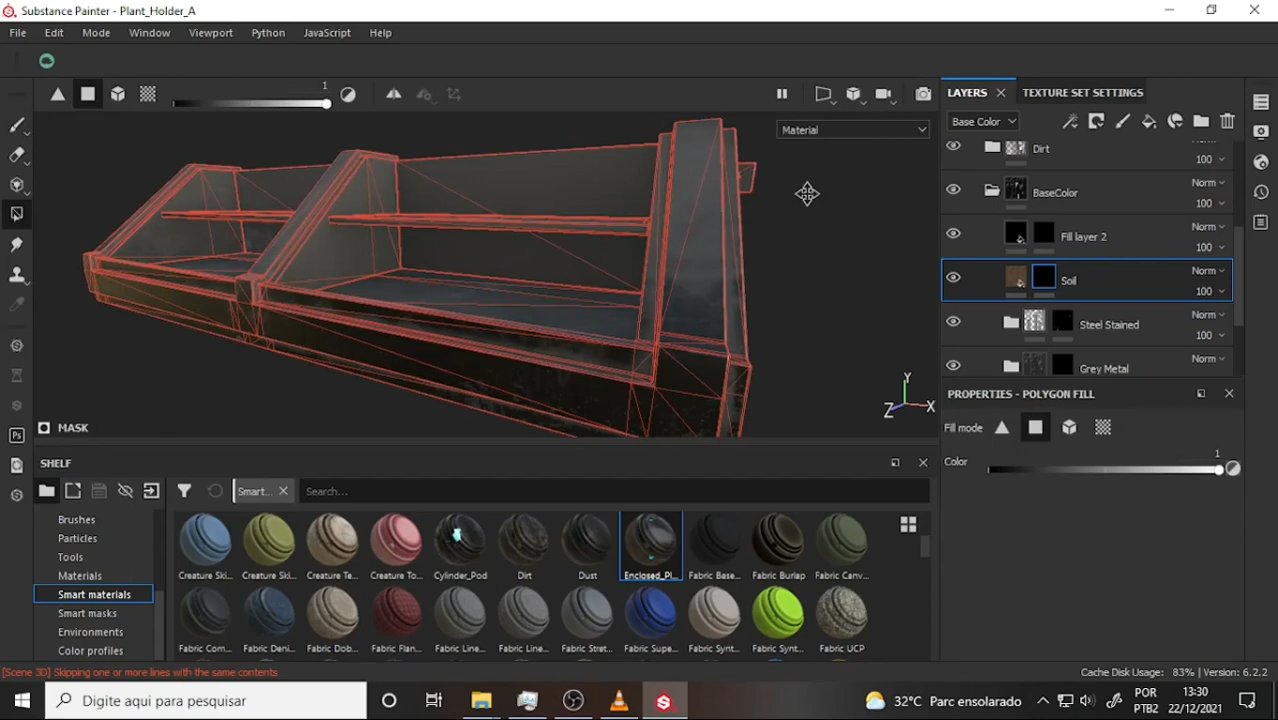 Substance Painter - Plant_Holder_A
File Edit Mode Window Viewport Python JavaScript Help
1
Material
LAYERS TEXTURE SET SETTINGS
Base Color
Dirt Norm 100
BaseColor Norm 100
Fill layer 2 Norm 100
Soil Norm 100
Steel Stained Norm 100
Grey Metal Norm
Y
Z X
MASK
PROPERTIES - POLYGON FILL
Fill mode
Color 1
SHELF
Smart... Search...
Brushes
Particles
Tools
Materials
Smart materials
Smart masks
Environments
Color profiles
Creature Ski... Creature Ski... Creature Te... Creature To... Cylinder_Pod Dirt Dust Enclosed_Pl... Fabric Base... Fabric Burlap Fabric Canv...
Fabric Com... Fabric Deni... Fabric Dob... Fabric Flan... Fabric Line... Fabric Line... Fabric Stret... Fabric Supe... Fabric Synt... Fabric Synt... Fabric UCP
[Scene 3D] Skipping one or more lines with the same contents
Cache Disk Usage: 83% | Version: 6.2.2
Digite aqui para pesquisar
Ps
32°C Parc ensolarado
POR
PTB2
13:30
22/12/2021